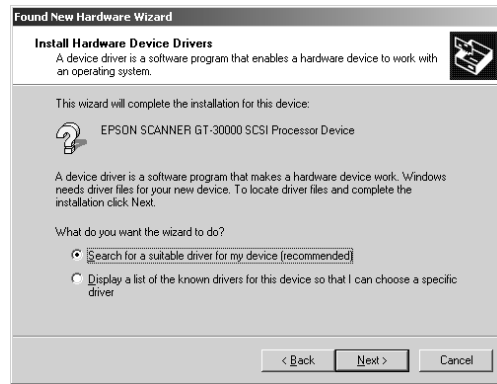 Found New Hardware Wizard
Install Hardware Device Drivers
A device driver is a software program that enables a hardware device to work with
an operating system.
This wizard will complete the installation for this device:
EPSON SCANNER GT-30000 SCSI Processor Device
A device driver is a software program that makes a hardware device work. Windows
needs driver files for your new device. To locate driver files and complete the
installation click Next.
What do you want the wizard to do?
Search for a suitable driver for my device (recommended)
Display a list of the known drivers for this device so that I can choose a specific
driver
< Back Next > Cancel